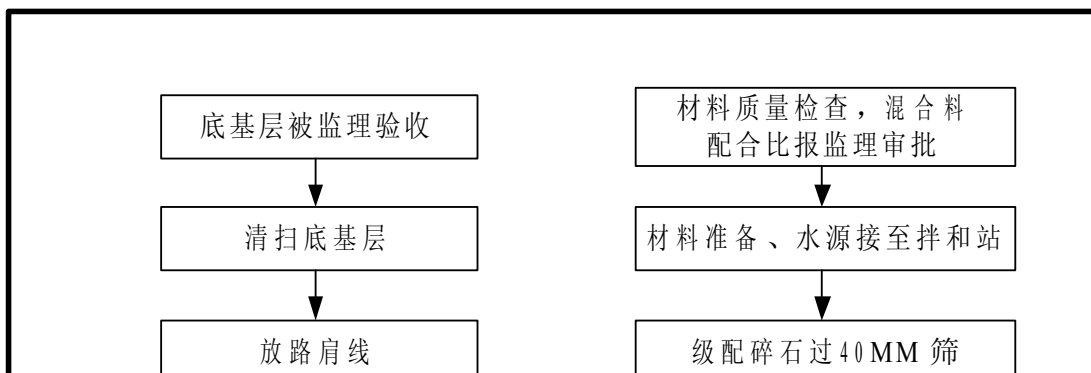 底基层被监理验收
清扫底基层
放路肩线
材料质量检查，混合料
配合比报监理审批
材料准备、水源接至拌和站
级配碎石过40MM 筛